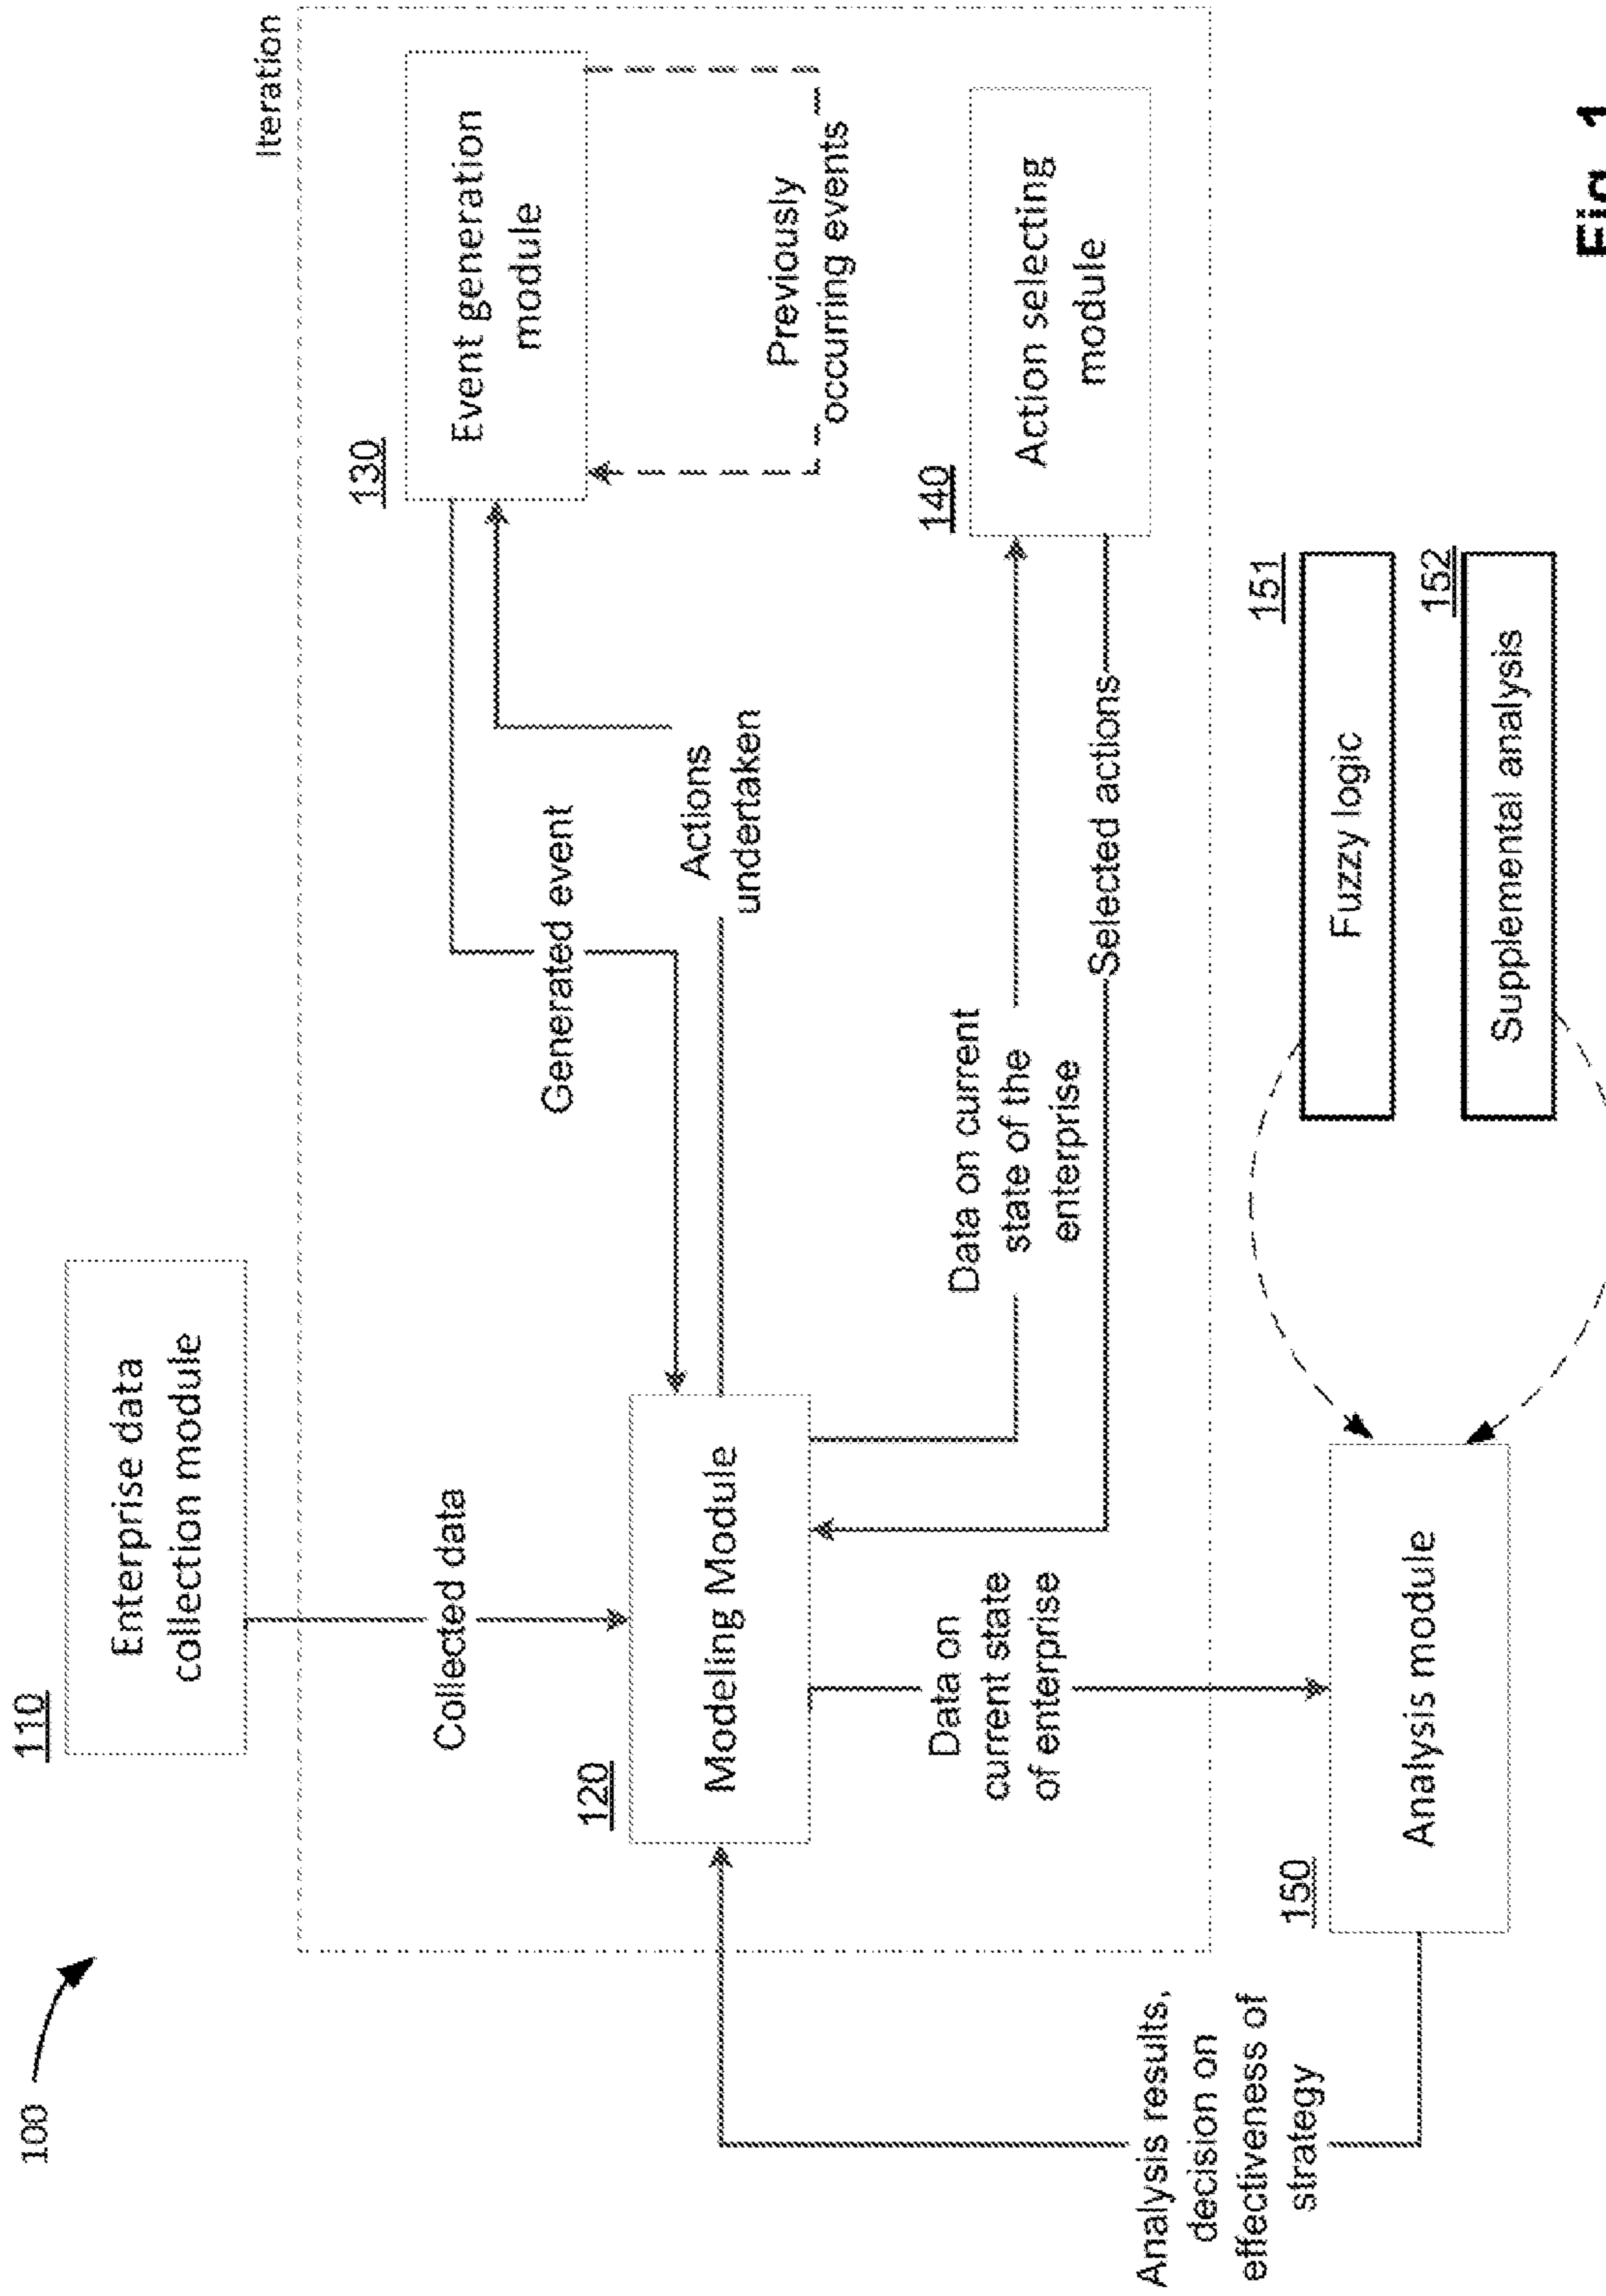 100
110
Enterprise data
collection module
Iteration
Collected data
130
Event generation
module
Generated event
Previously
occurring events
Actions
undertaken
120
Modeling Module
140
Action selecting
module
Data on current
state of the
enterprise
Selected actions
Data on
current state
of enterprise
Analysis results,
decision on
effectiveness of
strategy
150
Analysis module
151
Fuzzy logic
152
Supplemental analysis
Fig. 1